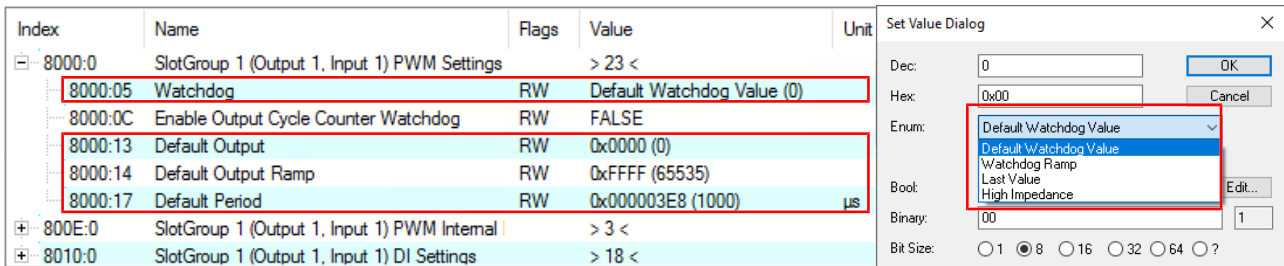 Index Name Flags Value Unit
8000:0 SlotGroup 1 (Output 1, Input 1) PWM Settings > 23 <
8000:05 Watchdog RW Default Watchdog Value (0)
8000:0C Enable Output Cycle Counter Watchdog RW FALSE
8000:13 Default Output RW 0x0000 (0)
8000:14 Default Output Ramp RW 0xFFFF (65535)
8000:17 Default Period RW 0x000003E8 (1000) µs
800E:0 SlotGroup 1 (Output 1, Input 1) PWM Internal > 3 <
8010:0 SlotGroup 1 (Output 1, Input 1) DI Settings > 18 <
Set Value Dialog
Dec: 0 OK
Hex: 0x00 Cancel
Enum: Default Watchdog Value
Default Watchdog Value
Watchdog Ramp
Last Value
High Impedance
Bool: Edit...
Binary: 00 1
Bit Size: 1 8 16 32 64 ?